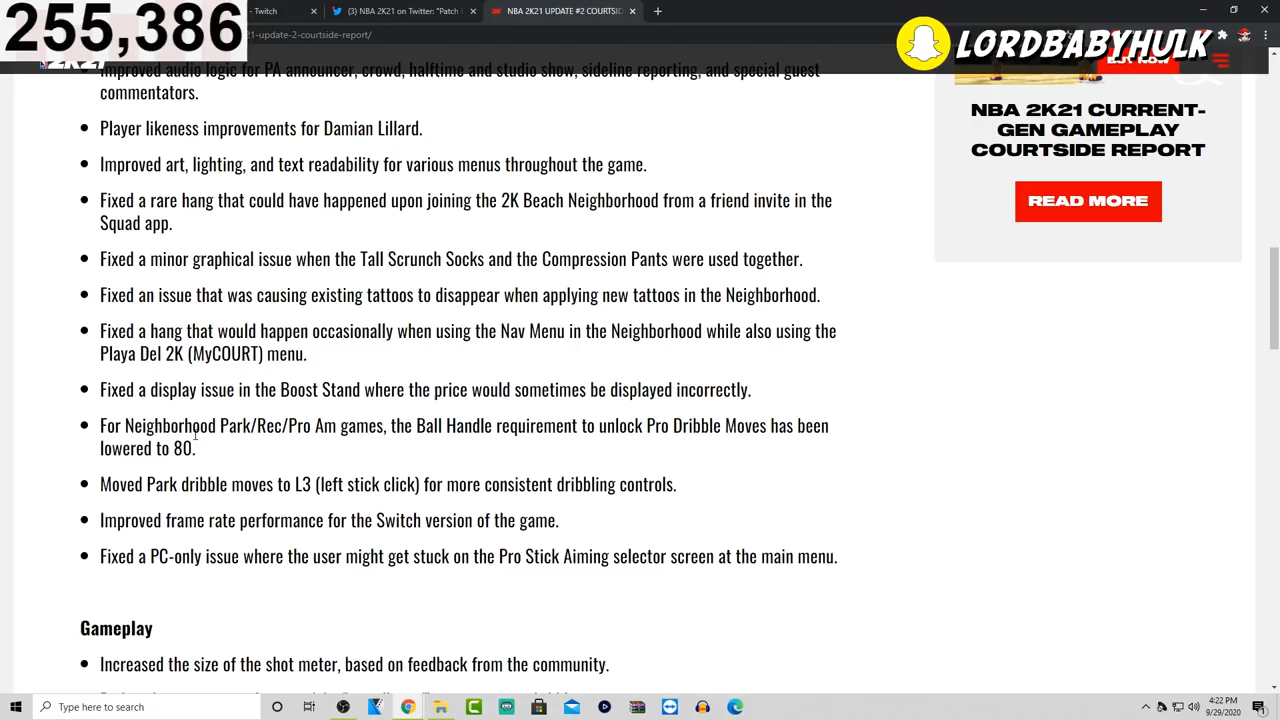 Twitch
(3) NBA 2K21 on Twitter: "Patch
NBA 2K21 UPDATE #2 COURTSID
255,386
21-update-2-courtside-report/
LORDBABYHULK
BUY NOW
Improved audio logic for PA announcer, crowd, halftime and studio show, sideline reporting, and special guest
commentators.
Player likeness improvements for Damian Lillard.
Improved art, lighting, and text readability for various menus throughout the game.
Fixed a rare hang that could have happened upon joining the 2K Beach Neighborhood from a friend invite in the
Squad app.
Fixed a minor graphical issue when the Tall Scrunch Socks and the Compression Pants were used together.
Fixed an issue that was causing existing tattoos to disappear when applying new tattoos in the Neighborhood.
Fixed a hang that would happen occasionally when using the Nav Menu in the Neighborhood while also using the
Playa Del 2K (MyCOURT) menu.
Fixed a display issue in the Boost Stand where the price would sometimes be displayed incorrectly.
For Neighborhood Park/Rec/Pro Am games, the Ball Handle requirement to unlock Pro Dribble Moves has been
lowered to 80.
Moved Park dribble moves to L3 (left stick click) for more consistent dribbling controls.
Improved frame rate performance for the Switch version of the game.
Fixed a PC-only issue where the user might get stuck on the Pro Stick Aiming selector screen at the main menu.
Gameplay
Increased the size of the shot meter, based on feedback from the community.
NBA 2K21 CURRENT-
GEN GAMEPLAY
COURTSIDE REPORT
READ MORE
Type here to search
4:22 PM
9/29/2020